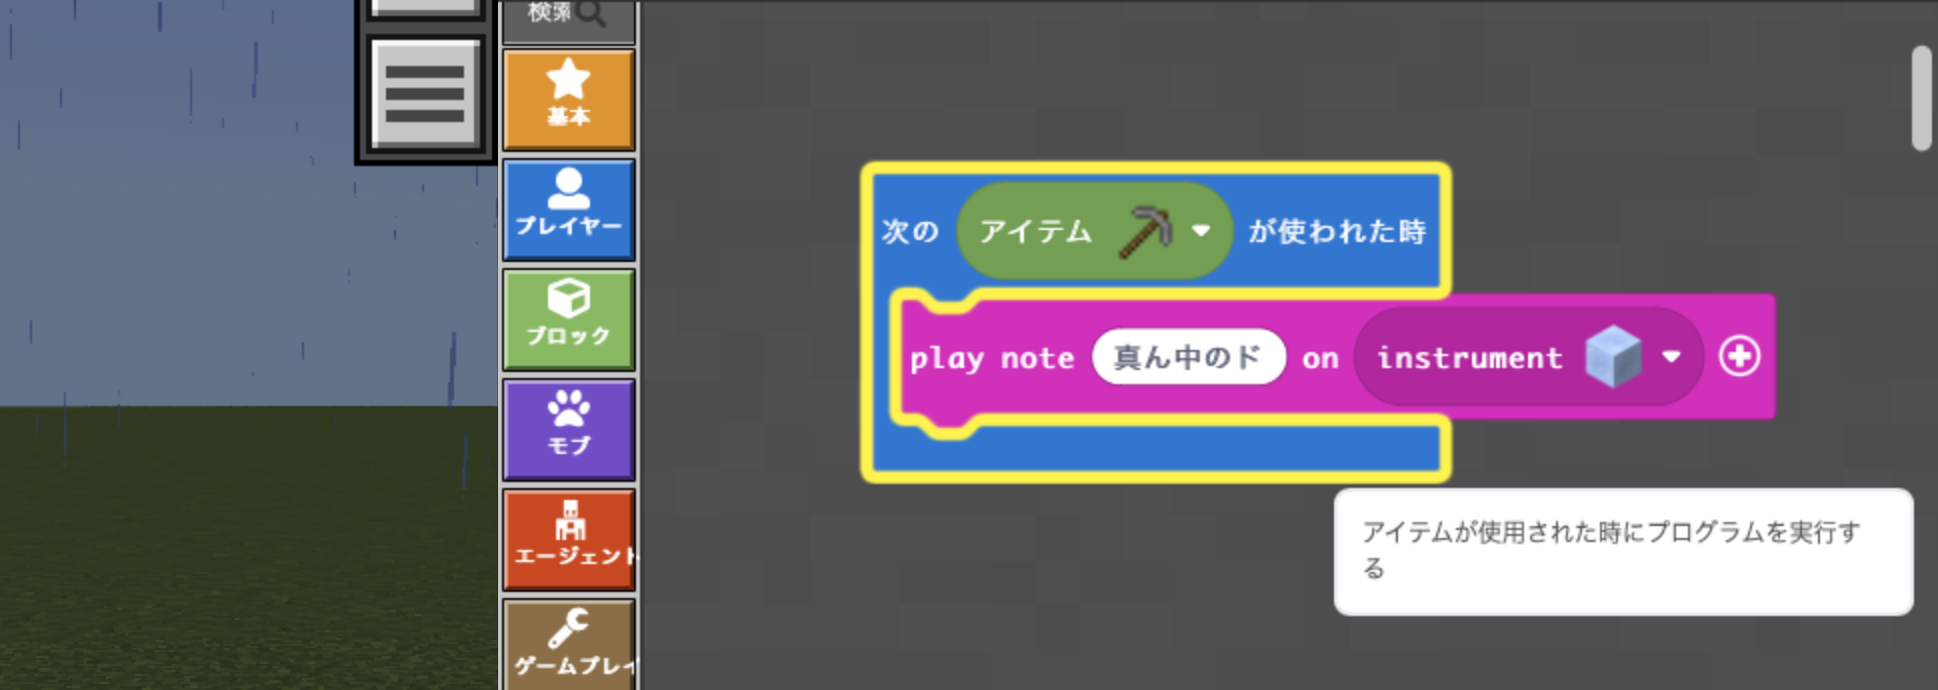 検索
基本
プレイヤー
ブロック
モブ
エージェント
ゲームプレイ
次の アイテム が使われた時
play note 真ん中のド on instrument
アイテムが使用された時にプログラムを実行す
る